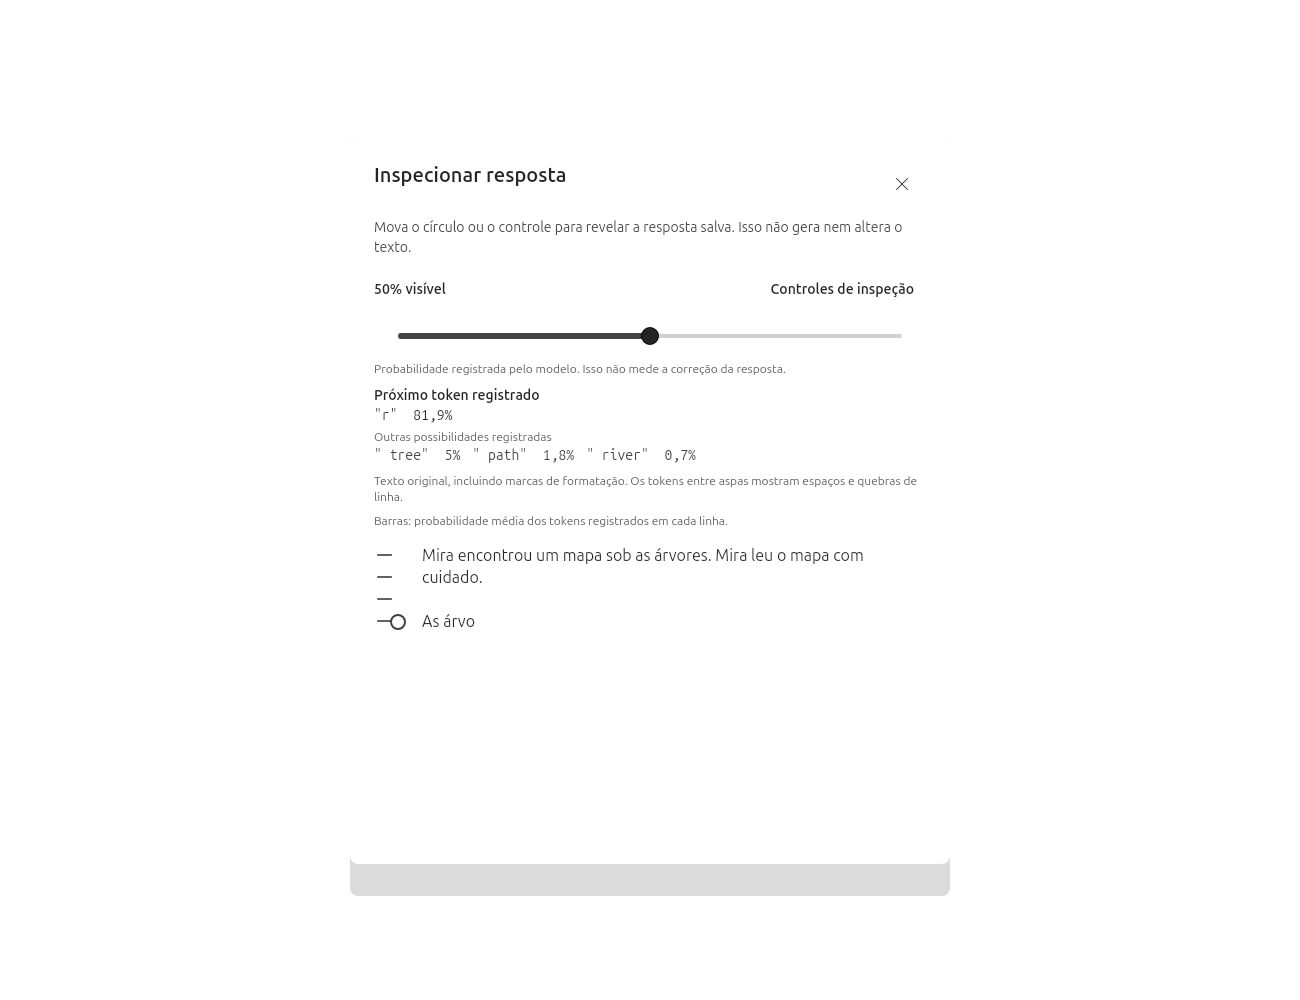 Inspecionar resposta
Mova o círculo ou o controle para revelar a resposta salva. Isso não gera nem altera o
texto.
50% visível
Controles de inspeção
Probabilidade registrada pelo modelo. Isso não mede a correção da resposta.
Próximo token registrado
"r"  81,9%
Outras possibilidades registradas
" tree"  5%  " path"  1,8%  " river"  0,7%
Texto original, incluindo marcas de formatação. Os tokens entre aspas mostram espaços e quebras de
linha.
Barras: probabilidade média dos tokens registrados em cada linha.
Mira encontrou um mapa sob as árvores. Mira leu o mapa com
cuidado.
As árvo